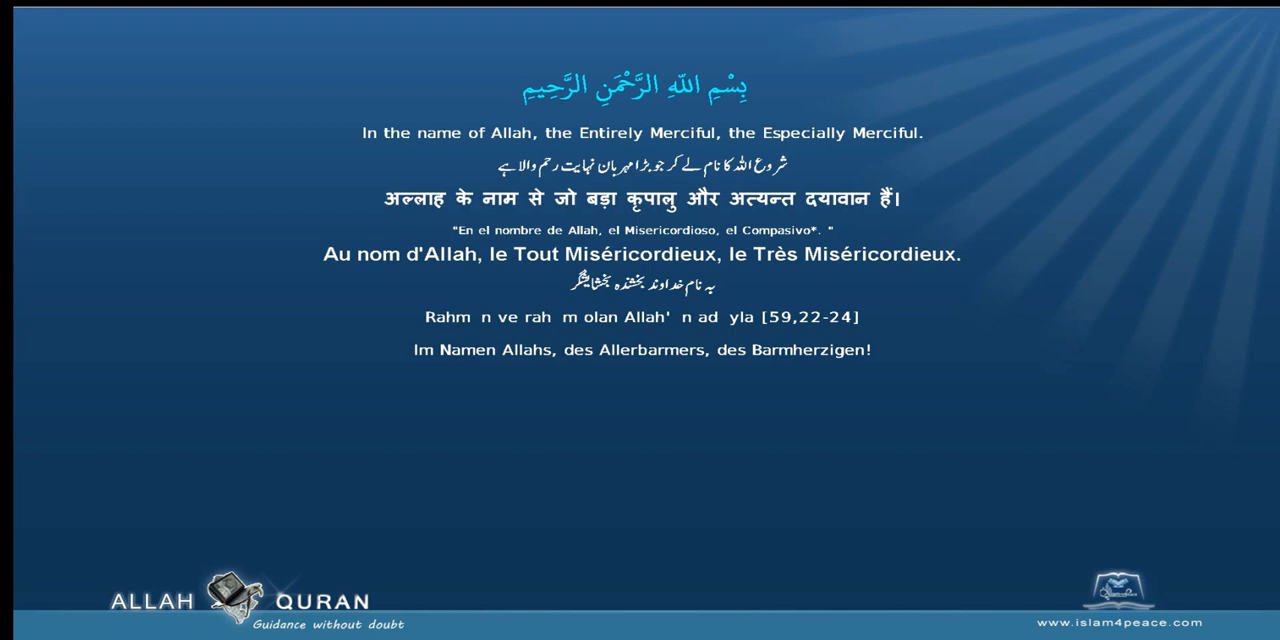 بِسْمِ اللّهِ الرَّحْمَنِ الرَّحِيمِ
In the name of Allah, the Entirely Merciful, the Especially Merciful.
شروع اللہ کا نام لے کر جو بڑا مہربان نہایت رحم والا ہے
अल्लाह के नाम से जो बड़ा कृपालु और अत्यन्त दयावान हैं।
"En el nombre de Allah, el Misericordioso, el Compasivo*. "
Au nom d'Allah, le Tout Miséricordieux, le Très Miséricordieux.
به نام خداوند بخشنده بخشایشگر
Rahm n ve rah m olan Allah' n ad yla [59,22-24]
Im Namen Allahs, des Allerbarmers, des Barmherzigen!
ALLAH QURAN
Guidance without doubt
www.islam4peace.com